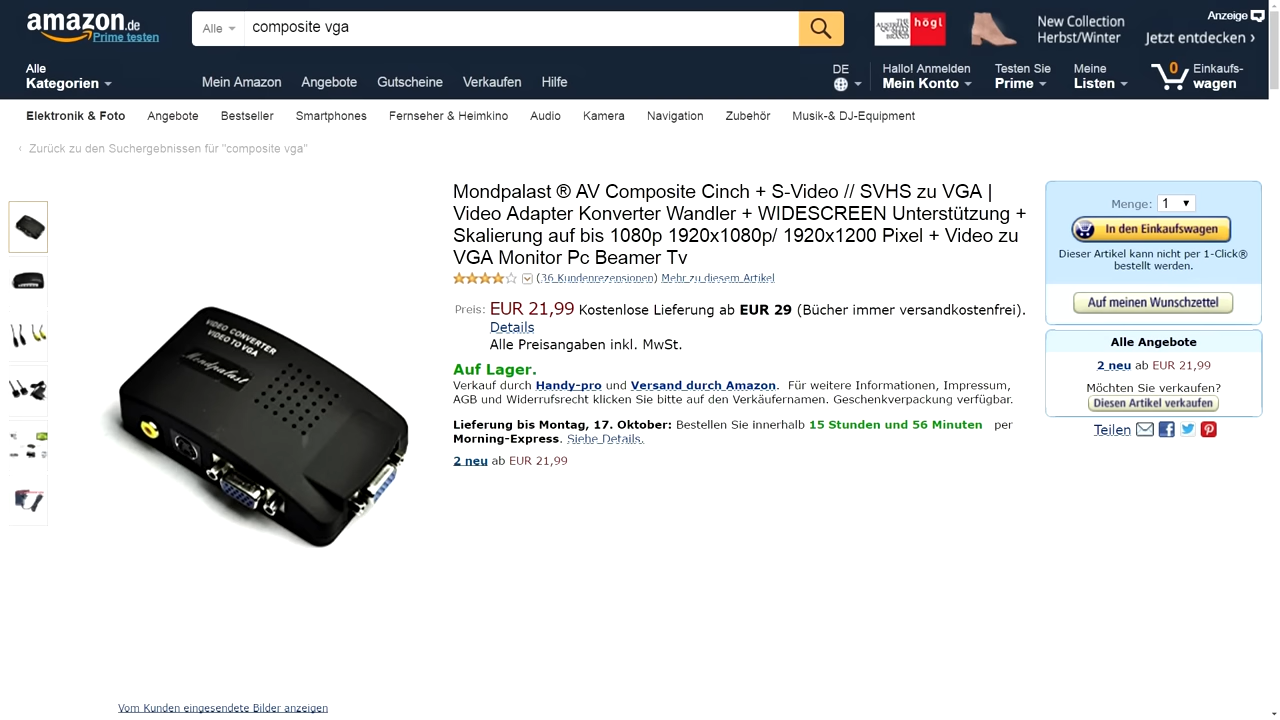 amazon.de
Prime testen
Alle
composite vga
THE AUSTRIAN QUALITY SHOE BRAND
högl
New Collection
Herbst/Winter
Anzeige
Jetzt entdecken ›
Alle
Kategorien
Mein Amazon Angebote Gutscheine Verkaufen Hilfe
DE
Hallo! Anmelden
Mein Konto
Testen Sie
Prime
Meine
Listen
0
Einkaufs-
wagen
Elektronik & Foto Angebote Bestseller Smartphones Fernseher & Heimkino Audio Kamera Navigation Zubehör Musik-& DJ-Equipment
‹ Zurück zu den Suchergebnissen für "composite vga"
VIDEO CONVERTER
VIDEO TO VGA
Mondpalast
Vom Kunden eingesendete Bilder anzeigen
Mondpalast ® AV Composite Cinch + S-Video // SVHS zu VGA |
Video Adapter Konverter Wandler + WIDESCREEN Unterstützung +
Skalierung auf bis 1080p 1920x1080p/ 1920x1200 Pixel + Video zu
VGA Monitor Pc Beamer Tv
(36 Kundenrezensionen) Mehr zu diesem Artikel
Preis: EUR 21,99 Kostenlose Lieferung ab EUR 29 (Bücher immer versandkostenfrei).
Details
Alle Preisangaben inkl. MwSt.
Auf Lager.
Verkauf durch Handy-pro und Versand durch Amazon. Für weitere Informationen, Impressum,
AGB und Widerrufsrecht klicken Sie bitte auf den Verkäufernamen. Geschenkverpackung verfügbar.
Lieferung bis Montag, 17. Oktober: Bestellen Sie innerhalb 15 Stunden und 56 Minuten per
Morning-Express. Siehe Details.
2 neu ab EUR 21,99
Menge: 1
In den Einkaufswagen
Dieser Artikel kann nicht per 1-Click®
bestellt werden.
Auf meinen Wunschzettel
Alle Angebote
2 neu ab EUR 21,99
Möchten Sie verkaufen?
Diesen Artikel verkaufen
Teilen